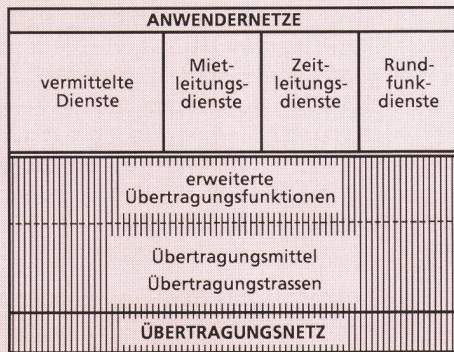 ANWENDERNETZE
vermittelte
Dienste
Miet-
leitungs-
dienste
Zeit-
leitungs-
dienste
Rund-
funk-
dienste
erweiterte
Übertragungsfunktionen
Übertragungsmittel
Übertragungstrassen
ÜBERTRAGUNGSNETZ